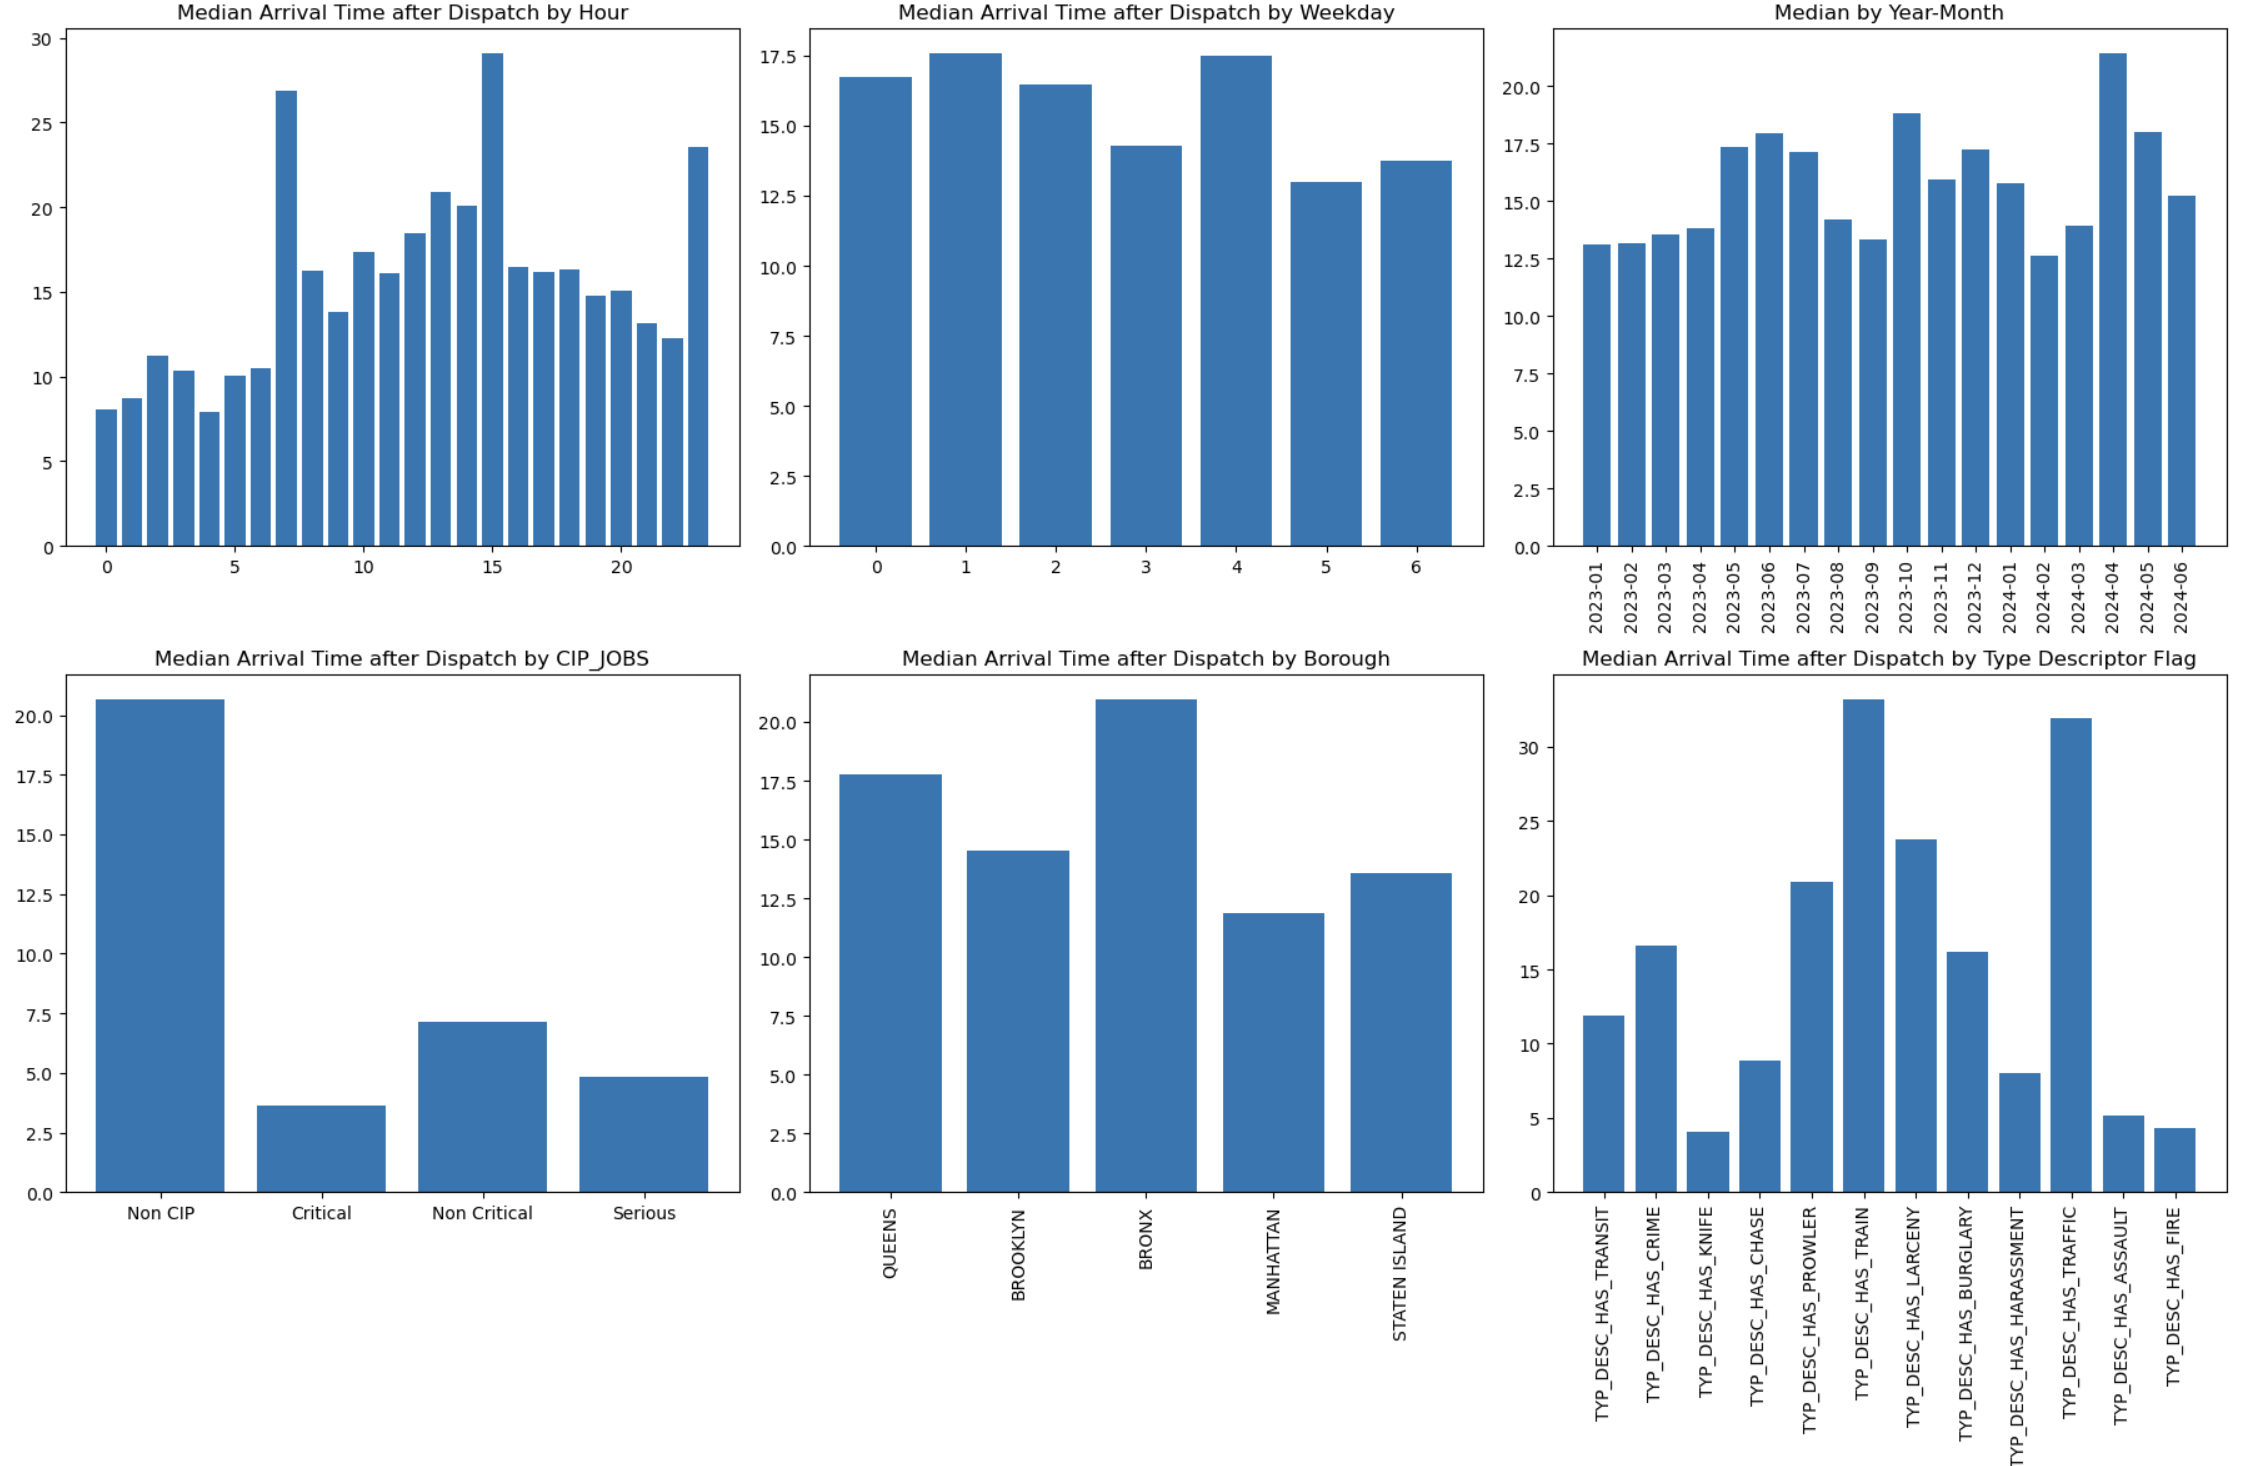 Median Arrival Time after Dispatch by Hour
30
25
20
15
10
5
0
0 5 10 15 20
Median Arrival Time after Dispatch by Weekday
17.5
15.0
12.5
10.0
7.5
5.0
2.5
0.0
0 1 2 3 4 5 6
Median by Year-Month
20.0
17.5
15.0
12.5
10.0
7.5
5.0
2.5
0.0
2023-01
2023-02
2023-03
2023-04
2023-05
2023-06
2023-07
2023-08
2023-09
2023-10
2023-11
2023-12
2024-01
2024-02
2024-03
2024-04
2024-05
2024-06
Median Arrival Time after Dispatch by CIP_JOBS
20.0
17.5
15.0
12.5
10.0
7.5
5.0
2.5
0.0
Non CIP Critical Non Critical Serious
Median Arrival Time after Dispatch by Borough
20.0
17.5
15.0
12.5
10.0
7.5
5.0
2.5
0.0
QUEENS
BROOKLYN
BRONX
MANHATTAN
STATEN ISLAND
Median Arrival Time after Dispatch by Type Descriptor Flag
30
25
20
15
10
5
0
TYP_DESC_HAS_TRANSIT
TYP_DESC_HAS_CRIME
TYP_DESC_HAS_KNIFE
TYP_DESC_HAS_CHASE
TYP_DESC_HAS_PROWLER
TYP_DESC_HAS_TRAIN
TYP_DESC_HAS_LARCENY
TYP_DESC_HAS_BURGLARY
TYP_DESC_HAS_HARASSMENT
TYP_DESC_HAS_TRAFFIC
TYP_DESC_HAS_ASSAULT
TYP_DESC_HAS_FIRE